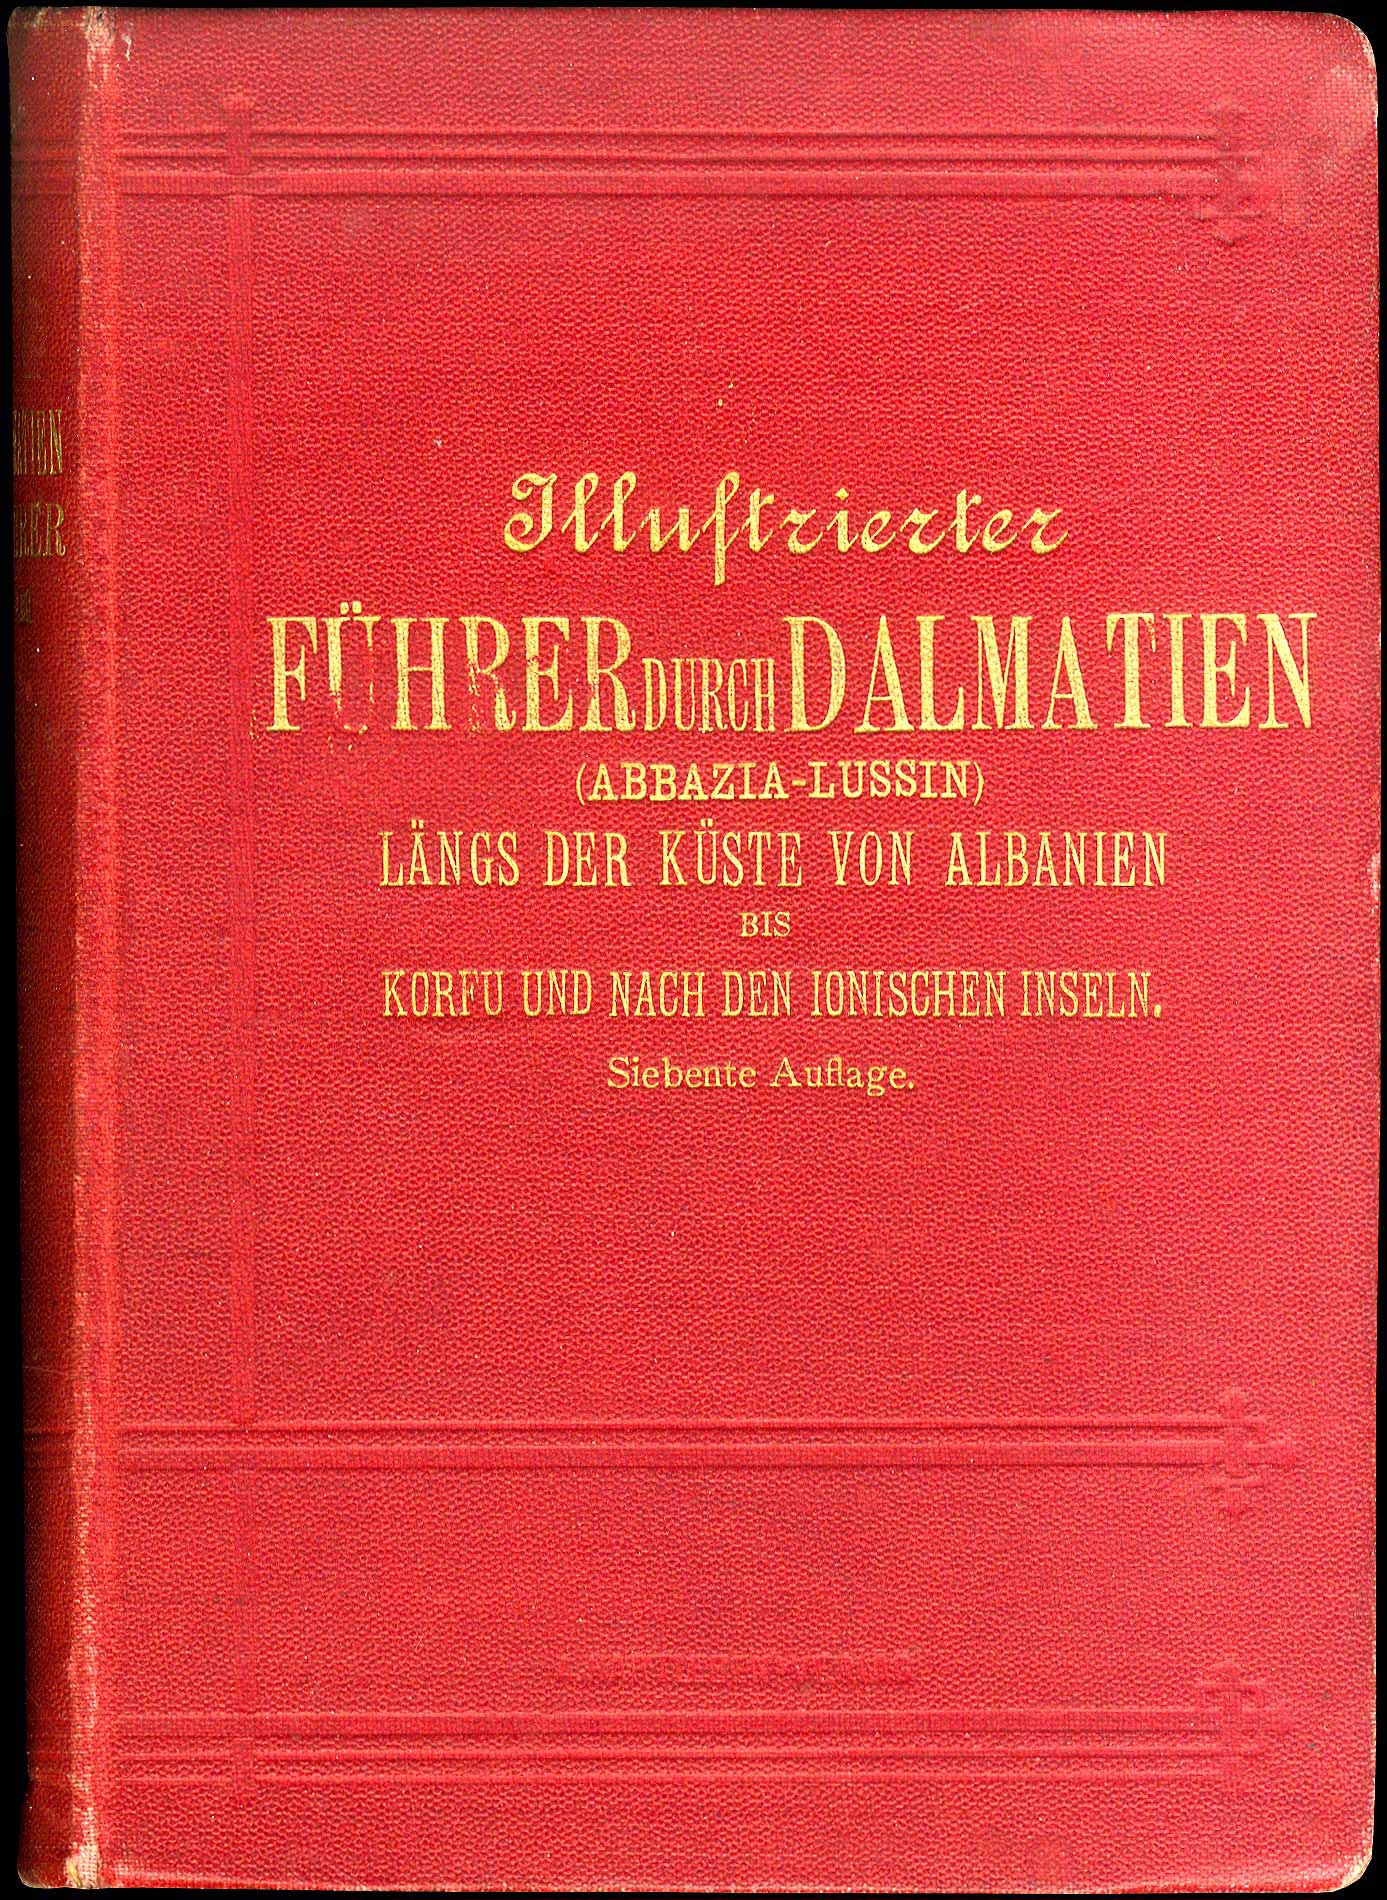 Illuſtrierter
FÜHRER DURCH DALMATIEN
(ABBAZIA-LUSSIN)
LÄNGS DER KÜSTE VON ALBANIEN
BIS
KORFU UND NACH DEN IONISCHEN INSELN.
Siebente Auflage.